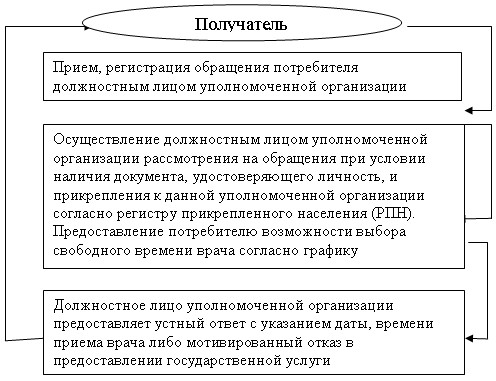 Получатель
Прием, регистрация обращения потребителя
должностным лицом уполномоченной организации
Осуществление должностным лицом уполномоченной
организации рассмотрения на обращения при условии
наличия документа, удостоверяющего личность, и
прикрепления к данной уполномоченной организации
согласно регистру прикрепленного населения (РПН).
Предоставление потребителю возможности выбора
свободного времени врача согласно графику
Должностное лицо уполномоченной организации
предоставляет устный ответ с указанием даты, времени
приема врача либо мотивированный отказ в
предоставлении государственной услуги